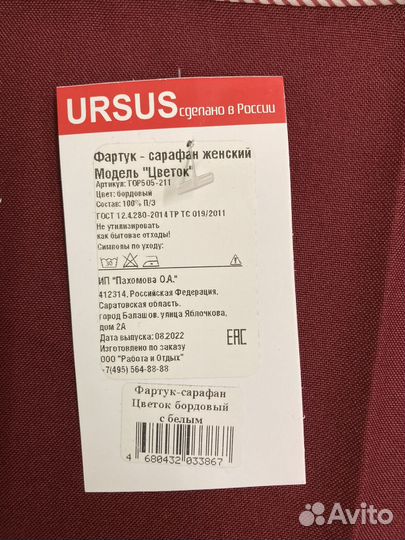 URSUS сделано в России
Фартук - сарафан женский
Модель "Цветок"
Артикул: ГОР505-211
Цвет: бордовый
Состав: 100% П/Э
ГОСТ 12.4.280-2014 ТР ТС 019/2011
Не утилизировать
как бытовые отходы!
Символы по уходу:
ИП "Пахомова О.А."
412314, Российская Федерация,
Саратовская область,
город Балашов, улица Яблочкова,
дом 2А
Дата выпуска: 08.2022
Изготовлено по заказу
ООО "Работа и Отдых"
+7(495) 564-88-88
EAC
Фартук-сарафан
Цветок бордовый
с белым
4 680432 033867
Avito